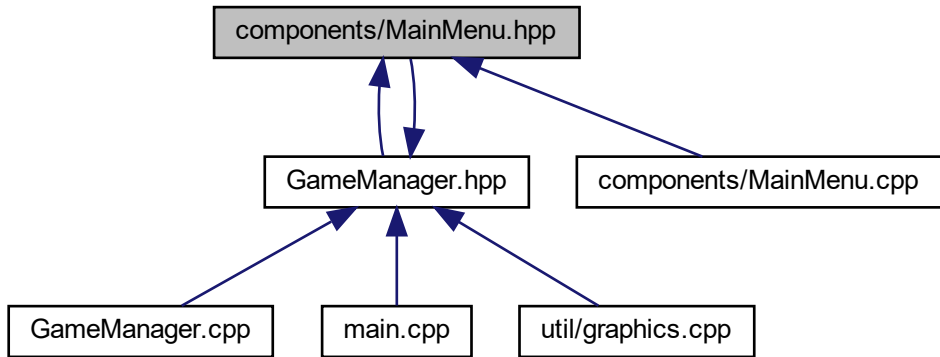 components/MainMenu.hpp
GameManager.hpp
components/MainMenu.cpp
GameManager.cpp
main.cpp
util/graphics.cpp